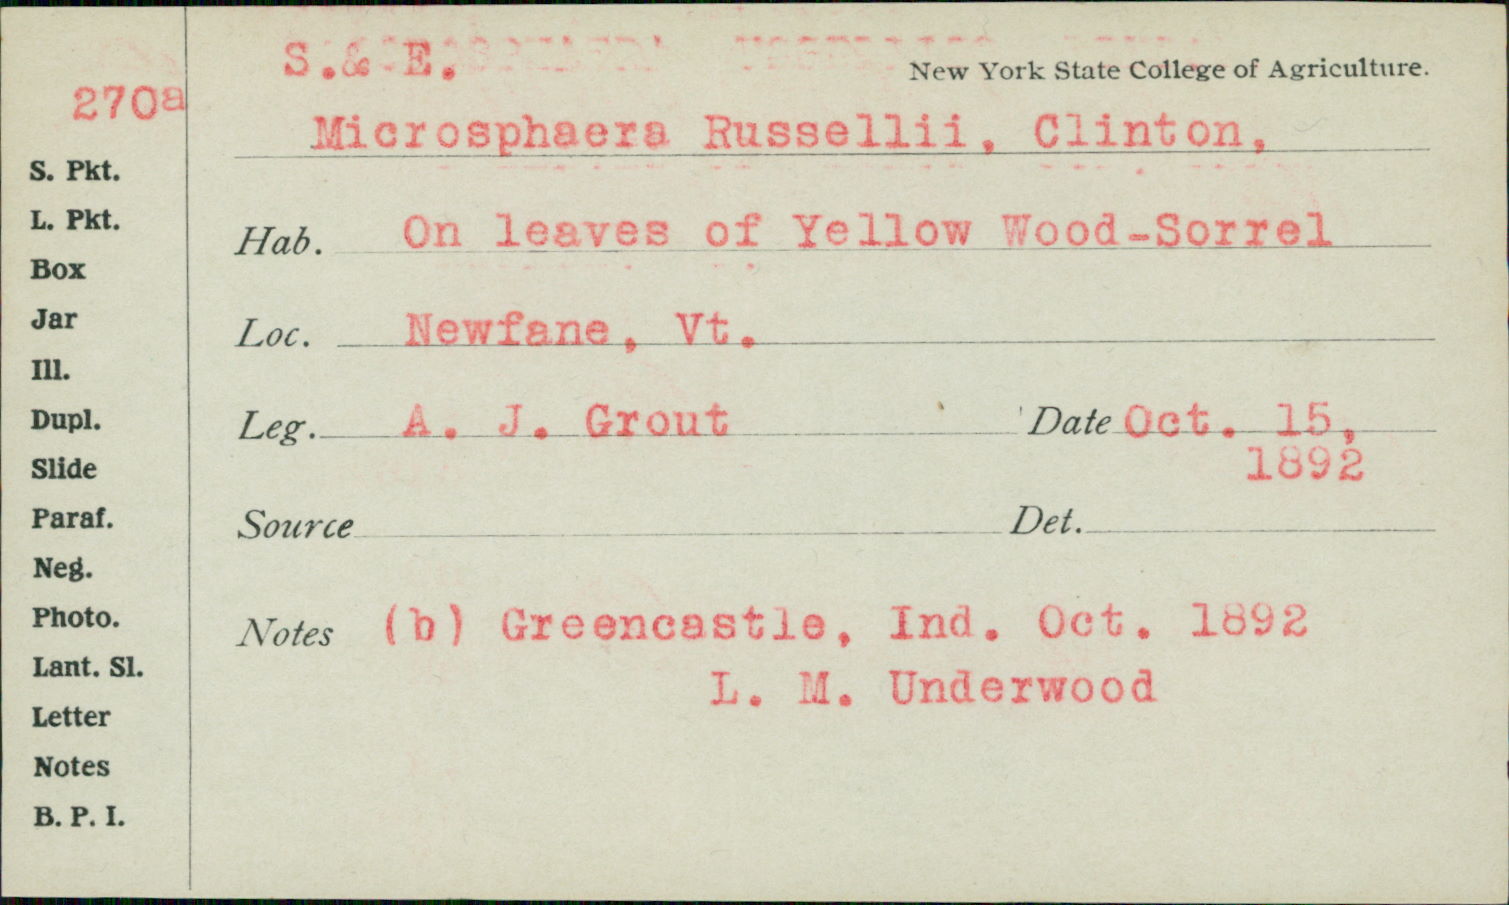 S.& E.
New York State College of Agriculture.
270a
Microsphaera Russellii, Clinton,
S. Pkt.
L. Pkt.
Hab. On leaves of Yellow Wood-Sorrel
Box
Jar
Loc. Newfane, Vt.
Ill.
Dupl.
Leg. A. J. Grout Date Oct. 15,
1892
Slide
Paraf.
Source Det.
Neg.
Photo.
Notes (b) Greencastle, Ind. Oct. 1892
L. M. Underwood
Lant. Sl.
Letter
Notes
B. P. I.